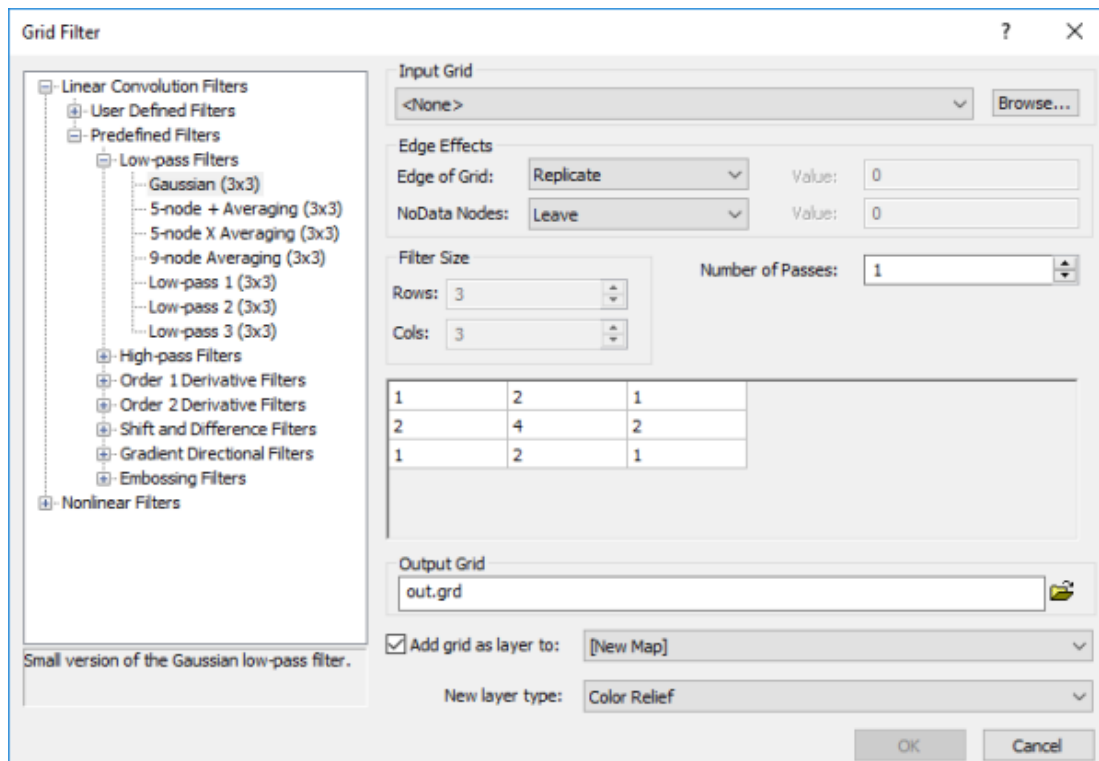 Grid Filter
?
Linear Convolution Filters
User Defined Filters
Predefined Filters
Low-pass Filters
Gaussian (3x3)
5-node + Averaging (3x3)
5-node X Averaging (3x3)
9-node Averaging (3x3)
Low-pass 1 (3x3)
Low-pass 2 (3x3)
Low-pass 3 (3x3)
High-pass Filters
Order 1 Derivative Filters
Order 2 Derivative Filters
Shift and Difference Filters
Gradient Directional Filters
Embossing Filters
Nonlinear Filters
Small version of the Gaussian low-pass filter.
Input Grid
<None> Browse...
Edge Effects
Edge of Grid: Replicate Value: 0
NoData Nodes: Leave Value: 0
Filter Size
Rows: 3
Cols: 3
Number of Passes: 1
1 2 1
2 4 2
1 2 1
Output Grid
out.grd
Add grid as layer to: [New Map]
New layer type: Color Relief
OK Cancel